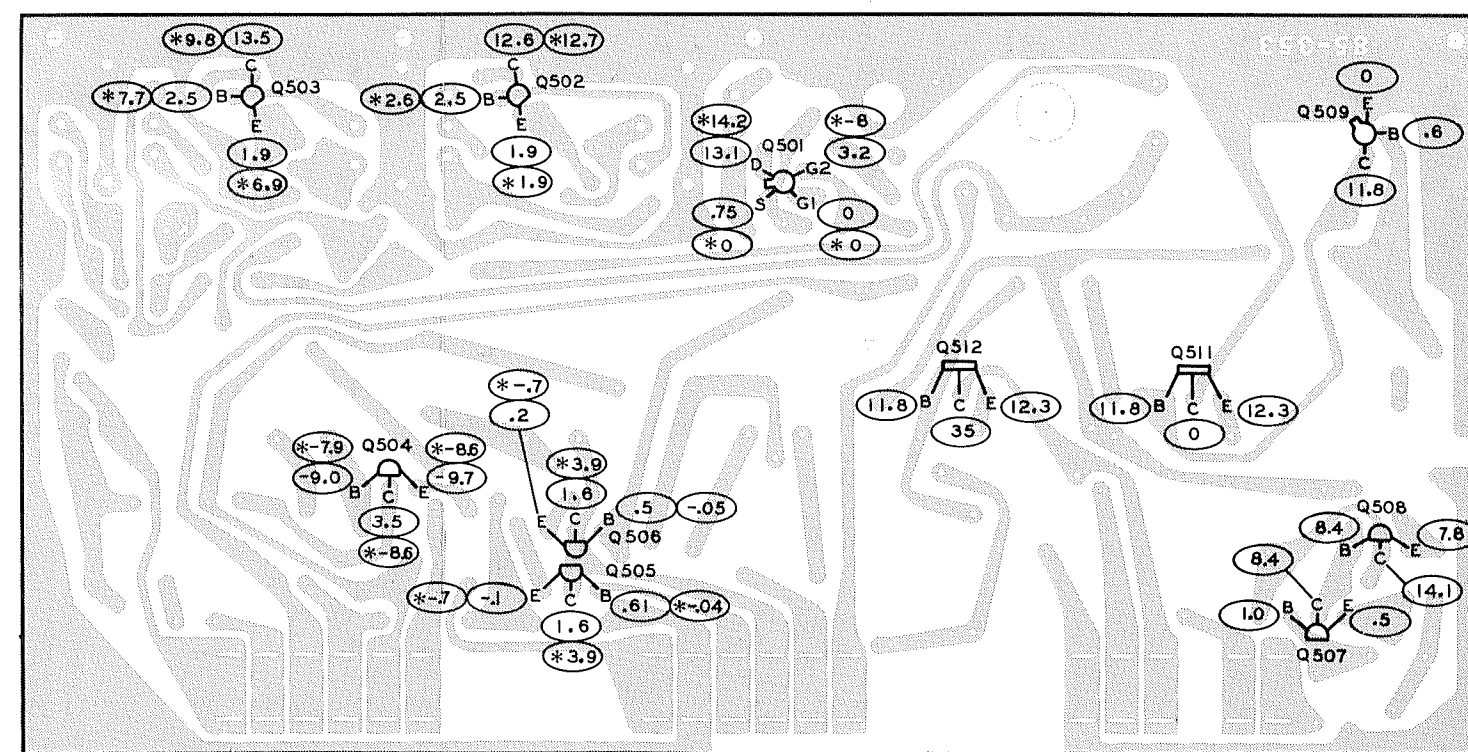 *9.8 13.5
C
*7.7 2.5 B Q503
E
1.9
*6.9
12.6 *12.7
C
*2.6 2.5 B Q502
E
1.9
*1.9
*14.2 *-8
13.1 Q501 3.2
D G2
S G1
.75 0
*0 *0
85-353
0
E
Q509
B .6
C
11.8
Q512
11.8 B C E 12.3
35
Q511
11.8 B C E 12.3
0
*-7.9 Q504 *-8.6
-9.0 -9.7
B C E
3.5
*-8.6
*-.7
.2
*3.9
1.6
E C B .5 -.05
Q506
Q505
*-.7 -.1 E C B .61 *-.04
1.6
*3.9
Q508
8.4 B E 7.8
C
14.1
8.4
1.0 B C E .5
Q507